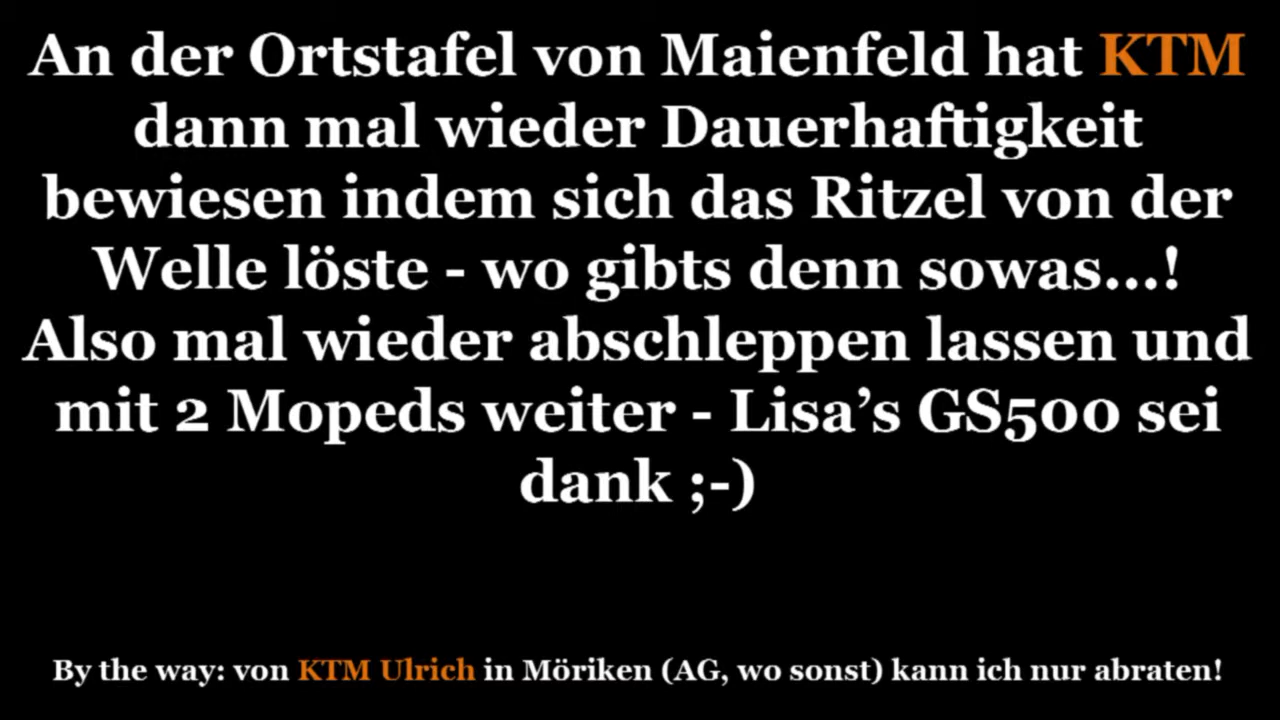 An der Ortstafel von Maienfeld hat KTM
dann mal wieder Dauerhaftigkeit
bewiesen indem sich das Ritzel von der
Welle löste - wo gibts denn sowas...!
Also mal wieder abschleppen lassen und
mit 2 Mopeds weiter - Lisa’s GS500 sei
dank ;-)
By the way: von KTM Ulrich in Möriken (AG, wo sonst) kann ich nur abraten!